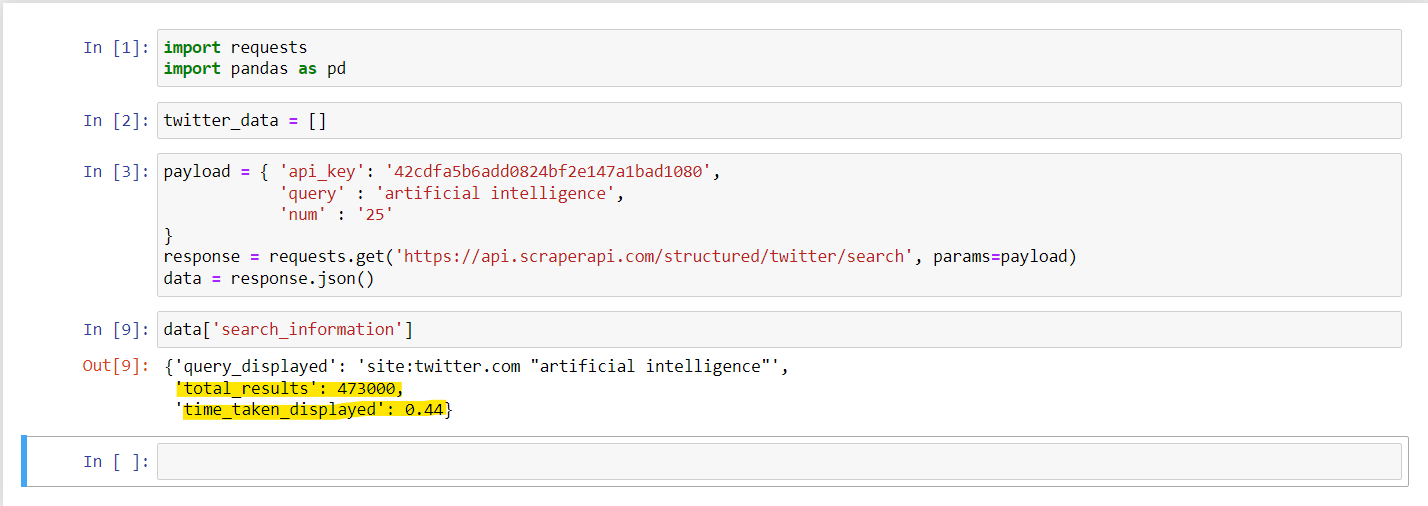 In [1]: import requests
import pandas as pd
In [2]: twitter_data = []
In [3]: payload = { 'api_key': '42cdfa5b6add0824bf2e147a1bad1080',
'query' : 'artificial intelligence',
'num' : '25'
}
response = requests.get('https://api.scraperapi.com/structured/twitter/search', params=payload)
data = response.json()
In [9]: data['search_information']
Out[9]: {'query_displayed': 'site:twitter.com "artificial intelligence"',
'total_results': 473000,
'time_taken_displayed': 0.44}
In [ ]: